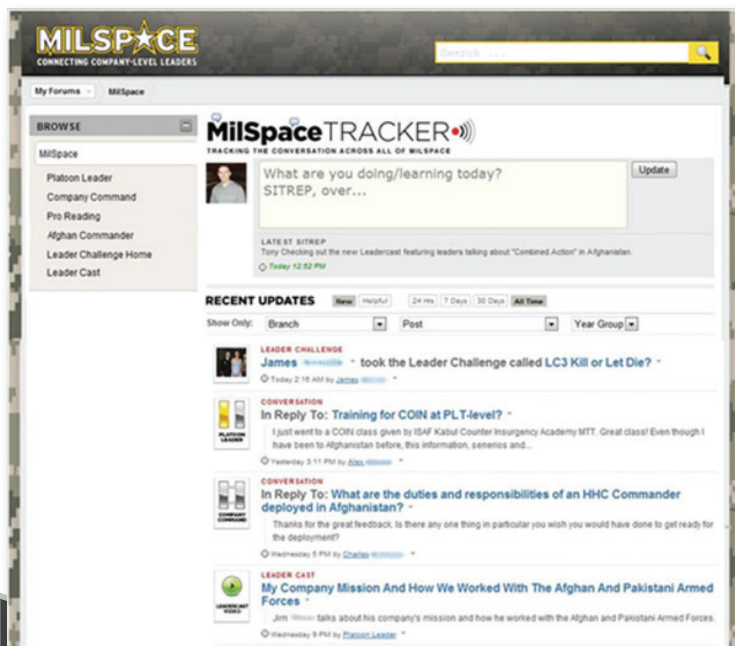 MILSPACE
CONNECTING COMPANY-LEVEL LEADERS
Search ...
My Forums
MilSpace
BROWSE
MilSpace
Platoon Leader
Company Command
Pro Reading
Afghan Commander
Leader Challenge Home
Leader Cast
MilSpaceTRACKER
TRACKING THE CONVERSATION ACROSS ALL OF MILSPACE
What are you doing/learning today?
SITREP, over...
Update
LATEST SITREP
Tony Checking out the new Leadercast featuring leaders talking about "Combined Action" in Afghanistan.
Today 12:52 PM
RECENT UPDATES New Helpful 24 Hrs 7 Days 30 Days All Time
Show Only: Branch Post Year Group
LEADER CHALLENGE
James took the Leader Challenge called LC3 Kill or Let Die?
Today 2:16 AM by James
CONVERSATION
In Reply To: Training for COIN at PLT-level?
I just went to a COIN class given by ISAF Kabul Counter Insurgency Academy MTT. Great class! Even though I
have been to Afghanistan before, this information, senerios and...
PLATOON
LEADER
Yesterday 3:11 PM by Alex
CONVERSATION
In Reply To: What are the duties and responsibilities of an HHC Commander
deployed in Afghanistan?
COMPANY
COMMAND
Thanks for the great feedback. Is there any one thing in particular you wish you would have done to get ready for
the deployment?
Wednesday 5 PM by Charles
LEADER CAST
My Company Mission And How We Worked With The Afghan And Pakistani Armed
Forces
LEADERCAST
VIDEO
Jim talks about his company's mission and how he worked with the Afghan and Pakistani Armed Forces.
Wednesday 9 PM by Platoon Leader